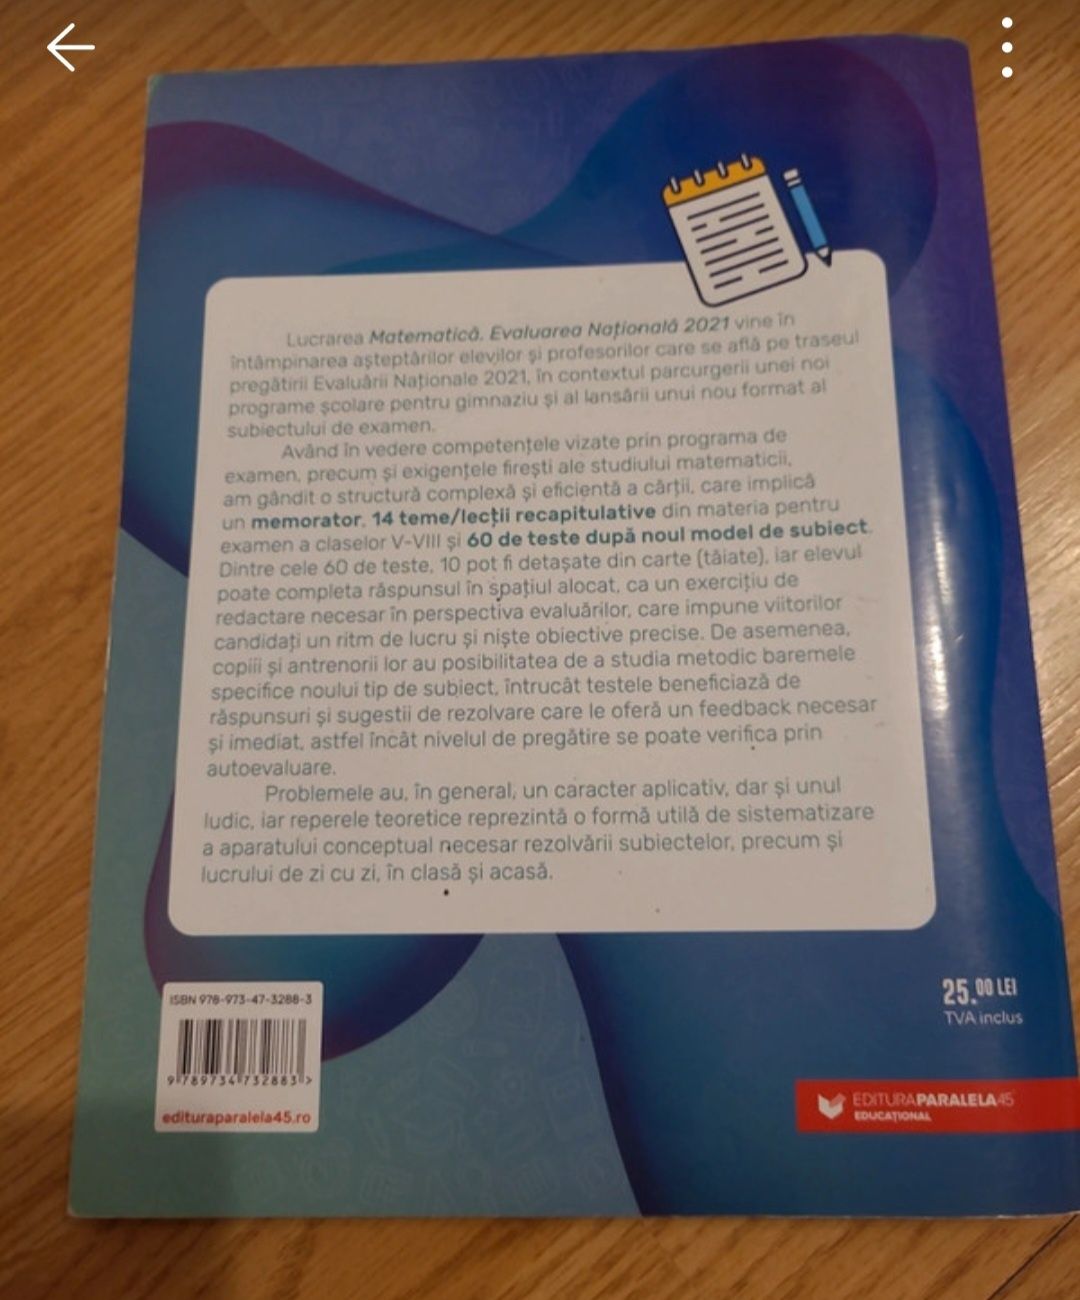 Lucrarea Matematică. Evaluarea Națională 2021 vine în
întâmpinarea așteptărilor elevilor și profesorilor care se află pe traseul
pregătirii Evaluării Naționale 2021, în contextul parcurgerii unei noi
programe școlare pentru gimnaziu și al lansării unui nou format al
subiectului de examen.
Având în vedere competențele vizate prin programa de
examen, precum și exigențele firești ale studiului matematicii,
am gândit o structură complexă și eficientă a cărții, care implică
un memorator, 14 teme/lecții recapitulative din materia pentru
examen a claselor V-VIII și 60 de teste după noul model de subiect.
Dintre cele 60 de teste, 10 pot fi detașate din carte (tăiate), iar elevul
poate completa răspunsul în spațiul alocat, ca un exercițiu de
redactare necesar în perspectiva evaluărilor, care impune viitorilor
candidați un ritm de lucru și niște obiective precise. De asemenea,
copiii și antrenorii lor au posibilitatea de a studia metodic baremele
specifice noului tip de subiect, întrucât testele beneficiază de
răspunsuri și sugestii de rezolvare care le oferă un feedback necesar
și imediat, astfel încât nivelul de pregătire se poate verifica prin
autoevaluare.
Problemele au, în general, un caracter aplicativ, dar și unul
ludic, iar reperele teoretice reprezintă o formă utilă de sistematizare
a aparatului conceptual necesar rezolvării subiectelor, precum și
lucrului de zi cu zi, în clasă și acasă.
ISBN 978-973-47-3288-3
9 789734 732883 >
edituraparalela45.ro
25.00 LEI
TVA inclus
EDITURA PARALELA 45
EDUCAȚIONAL